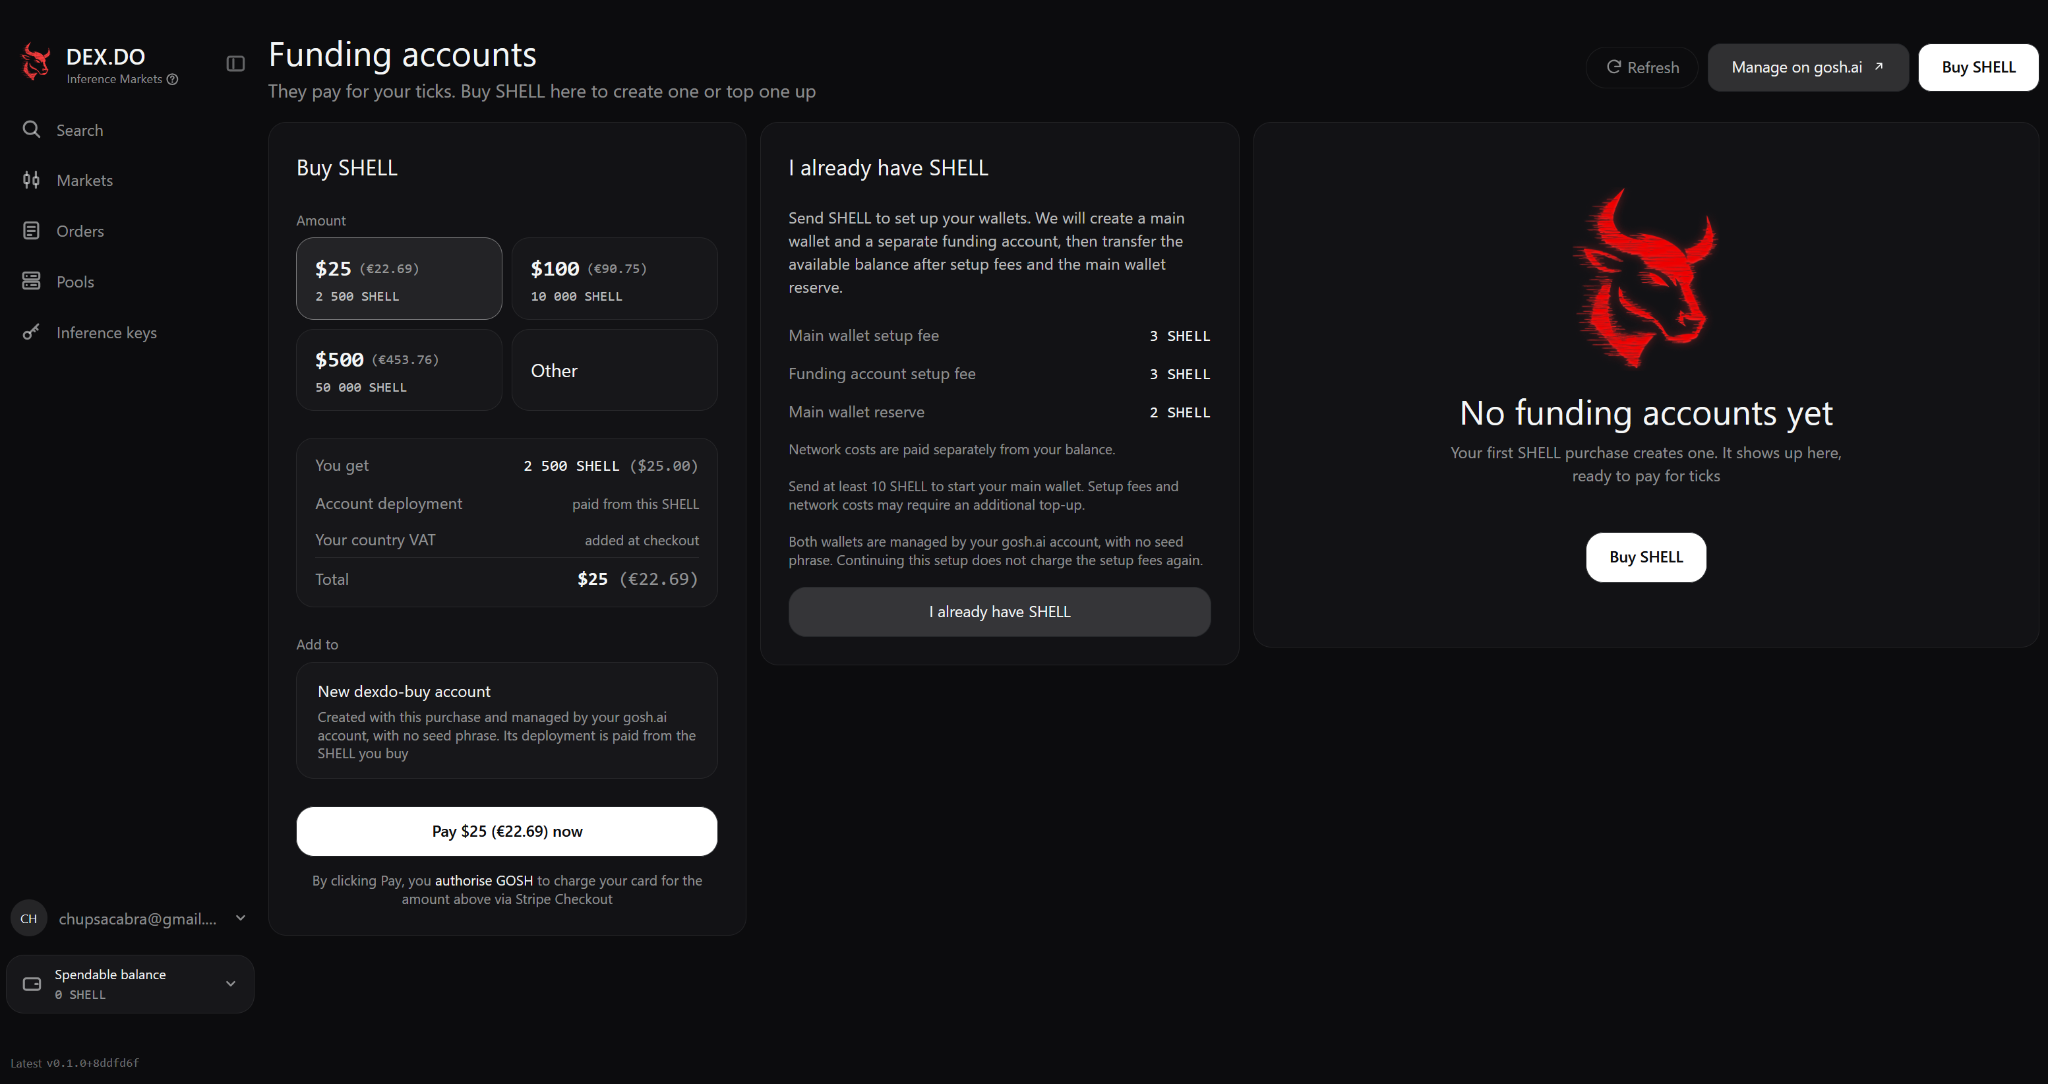 DEX.DO
Inference Markets
Search
Markets
Orders
Pools
Inference keys
CH
chupsacabra@gmail....
Spendable balance
0 SHELL
Latest v0.1.0+8ddfd6f
Funding accounts
They pay for your ticks. Buy SHELL here to create one or top one up
Refresh
Manage on gosh.ai
Buy SHELL
Buy SHELL
Amount
$25 (€22.69)
2 500 SHELL
$100 (€90.75)
10 000 SHELL
$500 (€453.76)
50 000 SHELL
Other
You get 2 500 SHELL ($25.00)
Account deployment paid from this SHELL
Your country VAT added at checkout
Total $25 (€22.69)
Add to
New dexdo-buy account
Created with this purchase and managed by your gosh.ai
account, with no seed phrase. Its deployment is paid from the
SHELL you buy
Pay $25 (€22.69) now
By clicking Pay, you authorise GOSH to charge your card for the
amount above via Stripe Checkout
I already have SHELL
Send SHELL to set up your wallets. We will create a main
wallet and a separate funding account, then transfer the
available balance after setup fees and the main wallet
reserve.
Main wallet setup fee 3 SHELL
Funding account setup fee 3 SHELL
Main wallet reserve 2 SHELL
Network costs are paid separately from your balance.
Send at least 10 SHELL to start your main wallet. Setup fees and
network costs may require an additional top-up.
Both wallets are managed by your gosh.ai account, with no seed
phrase. Continuing this setup does not charge the setup fees again.
I already have SHELL
No funding accounts yet
Your first SHELL purchase creates one. It shows up here,
ready to pay for ticks
Buy SHELL